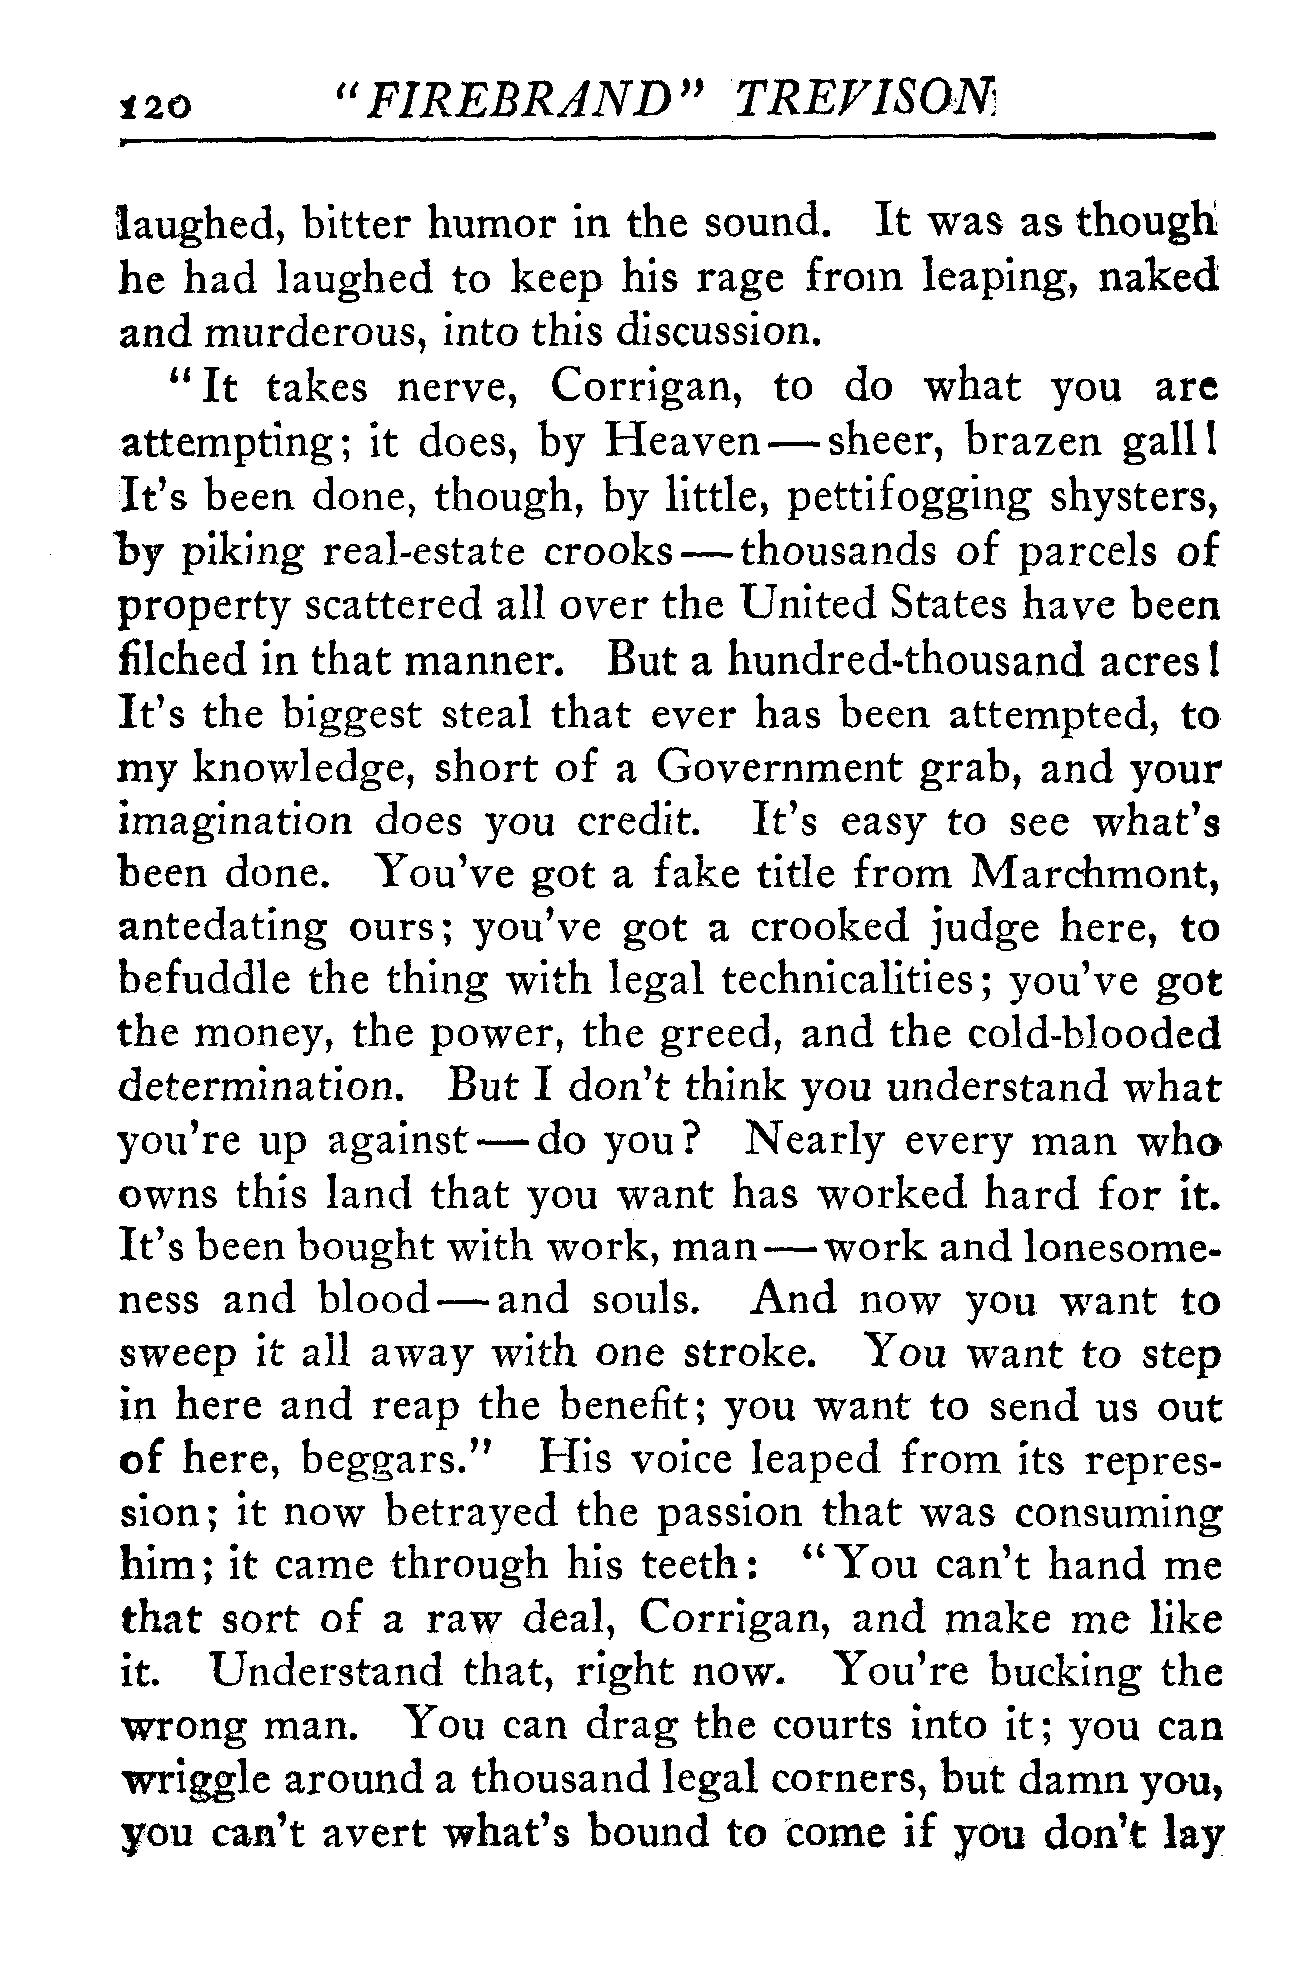 120 "FIREBRAND" TREVISON
laughed, bitter humor in the sound. It was as though
he had laughed to keep his rage from leaping, naked
and murderous, into this discussion.
"It takes nerve, Corrigan, to do what you are
attempting; it does, by Heaven—sheer, brazen gall!
It's been done, though, by little, pettifogging shysters,
by piking real-estate crooks—thousands of parcels of
property scattered all over the United States have been
filched in that manner. But a hundred-thousand acres!
It's the biggest steal that ever has been attempted, to
my knowledge, short of a Government grab, and your
imagination does you credit. It's easy to see what's
been done. You've got a fake title from Marchmont,
antedating ours; you've got a crooked judge here, to
befuddle the thing with legal technicalities; you've got
the money, the power, the greed, and the cold-blooded
determination. But I don't think you understand what
you're up against—do you? Nearly every man who
owns this land that you want has worked hard for it.
It's been bought with work, man—work and lonesome-
ness and blood—and souls. And now you want to
sweep it all away with one stroke. You want to step
in here and reap the benefit; you want to send us out
of here, beggars." His voice leaped from its repres-
sion; it now betrayed the passion that was consuming
him; it came through his teeth: "You can't hand me
that sort of a raw deal, Corrigan, and make me like
it. Understand that, right now. You're bucking the
wrong man. You can drag the courts into it; you can
wriggle around a thousand legal corners, but damn you,
you can't avert what's bound to come if you don't lay